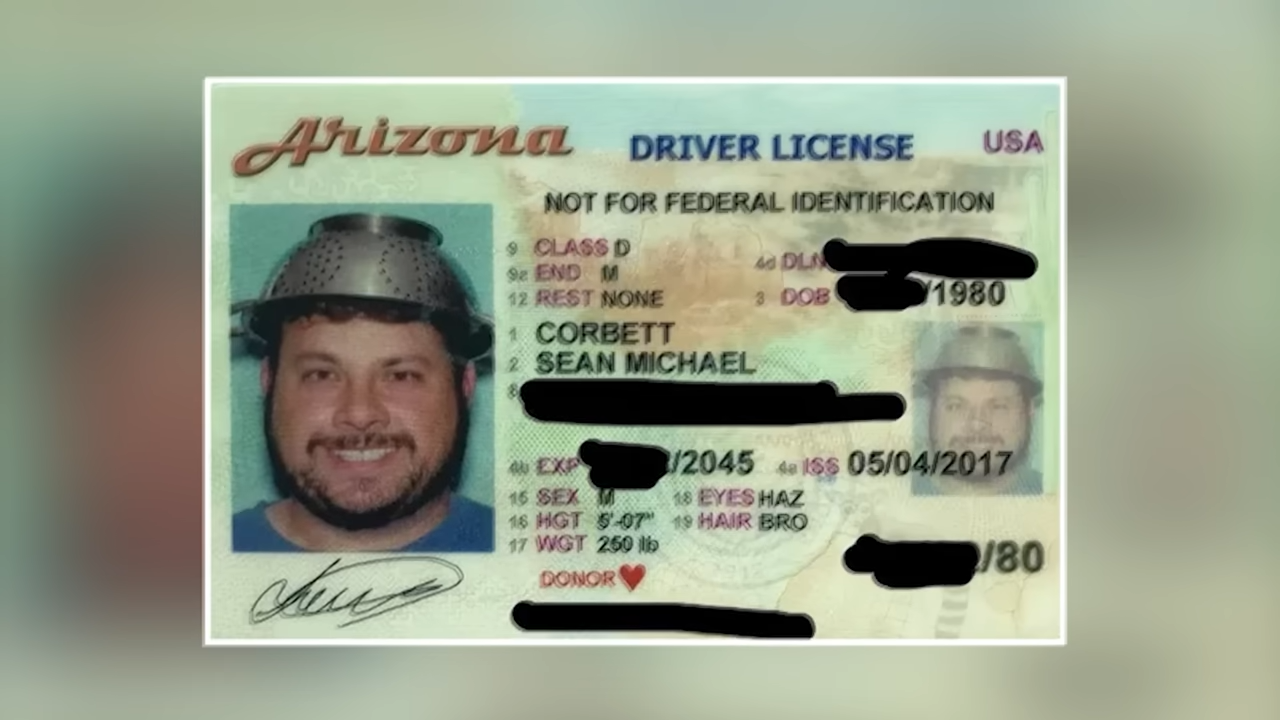 Arizona DRIVER LICENSE USA
NOT FOR FEDERAL IDENTIFICATION
9 CLASS D
9a END M 4d DLN
12 REST NONE 3 DOB /1980
1 CORBETT
2 SEAN MICHAEL
8
4b EXP /2045 4a ISS 05/04/2017
15 SEX M 18 EYES HAZ
16 HGT 5'-07" 19 HAIR BRO
17 WGT 250 lb
/80
DONOR